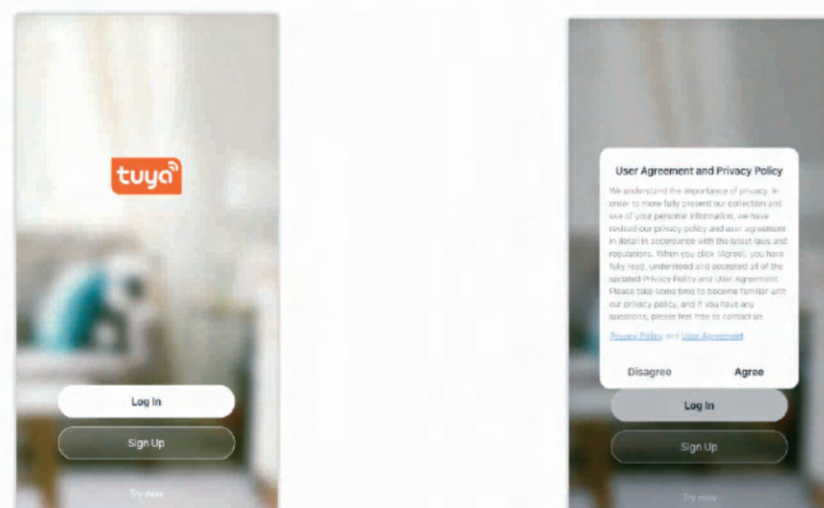 tuya
Log In
Sign Up
Try now
User Agreement and Privacy Policy
We understand the importance of privacy. In
order to more fully present our collection and
use of your personal information, we have
revised our privacy policy and user agreement
in detail in accordance with the latest laws and
regulations. When you click (Agree), you have
fully read, understood and accepted all of the
updated Privacy Policy and User Agreement.
Please take some time to become familiar with
our privacy policy, and if you have any
questions, please feel free to contact us.
Privacy Policy and User Agreement
Disagree Agree
Log In
Sign Up
Try now